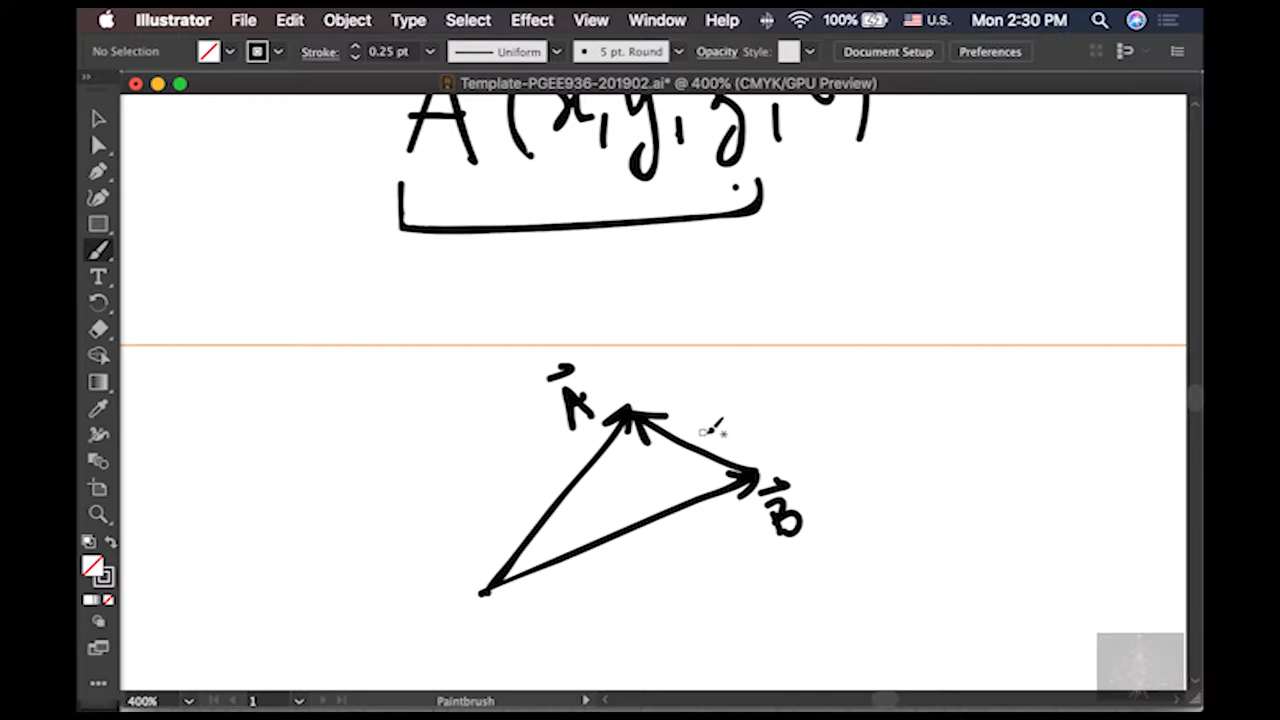 Illustrator File Edit Object Type Select Effect View Window Help 100% U.S. Mon 2:30 PM
No Selection Stroke: 0.25 pt Uniform 5 pt. Round Opacity Style: Document Setup Preferences
Template-PGEE936-201902.ai* @ 400% (CMYK/GPU Preview)
A (x, y, z,
A
B
400% 1 Paintbrush